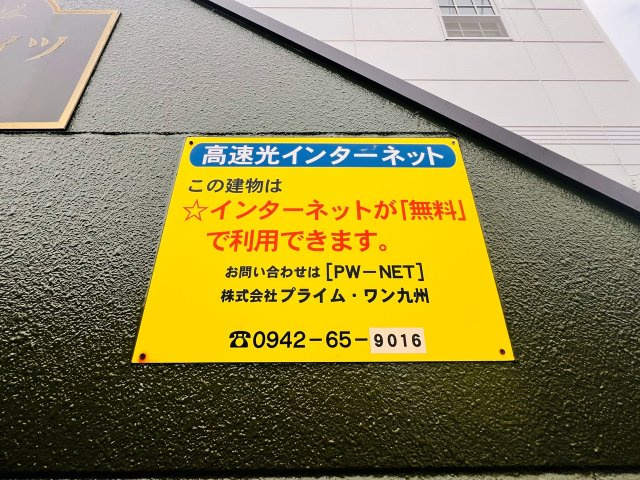 高速光インターネット
この建物は
☆インターネットが「無料」
で利用できます。
お問い合わせは［PW－NET］
株式会社プライム・ワン九州
☎0942－65－9016